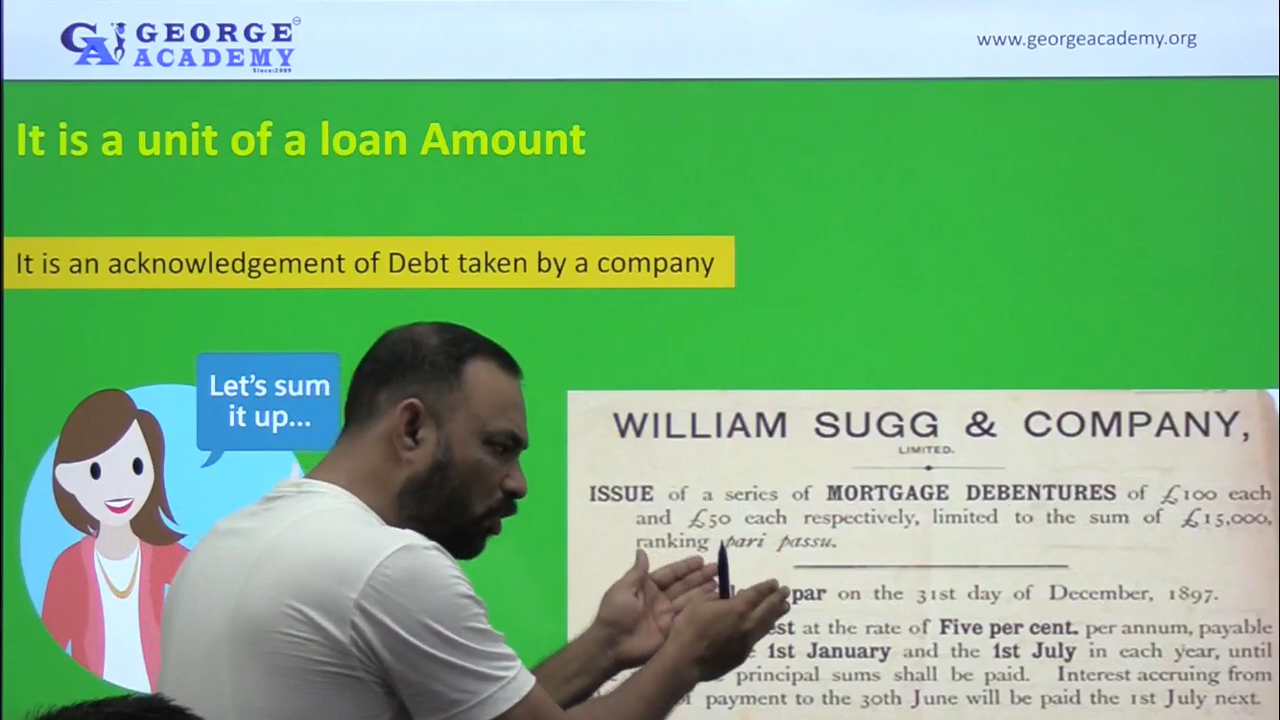 GEORGE
ACADEMY
Since:2009
www.georgeacademy.org
It is a unit of a loan Amount
It is an acknowledgement of Debt taken by a company
Let's sum
it up...
WILLIAM SUGG & COMPANY,
LIMITED.
ISSUE of a series of MORTGAGE DEBENTURES of £100 each
and £50 each respectively, limited to the sum of £15,000,
ranking pari passu.
par on the 31st day of December, 1897.
at the rate of Five per cent. per annum, payable
1st January and the 1st July in each year, until
principal sums shall be paid. Interest accruing from
payment to the 30th June will be paid the 1st July next.